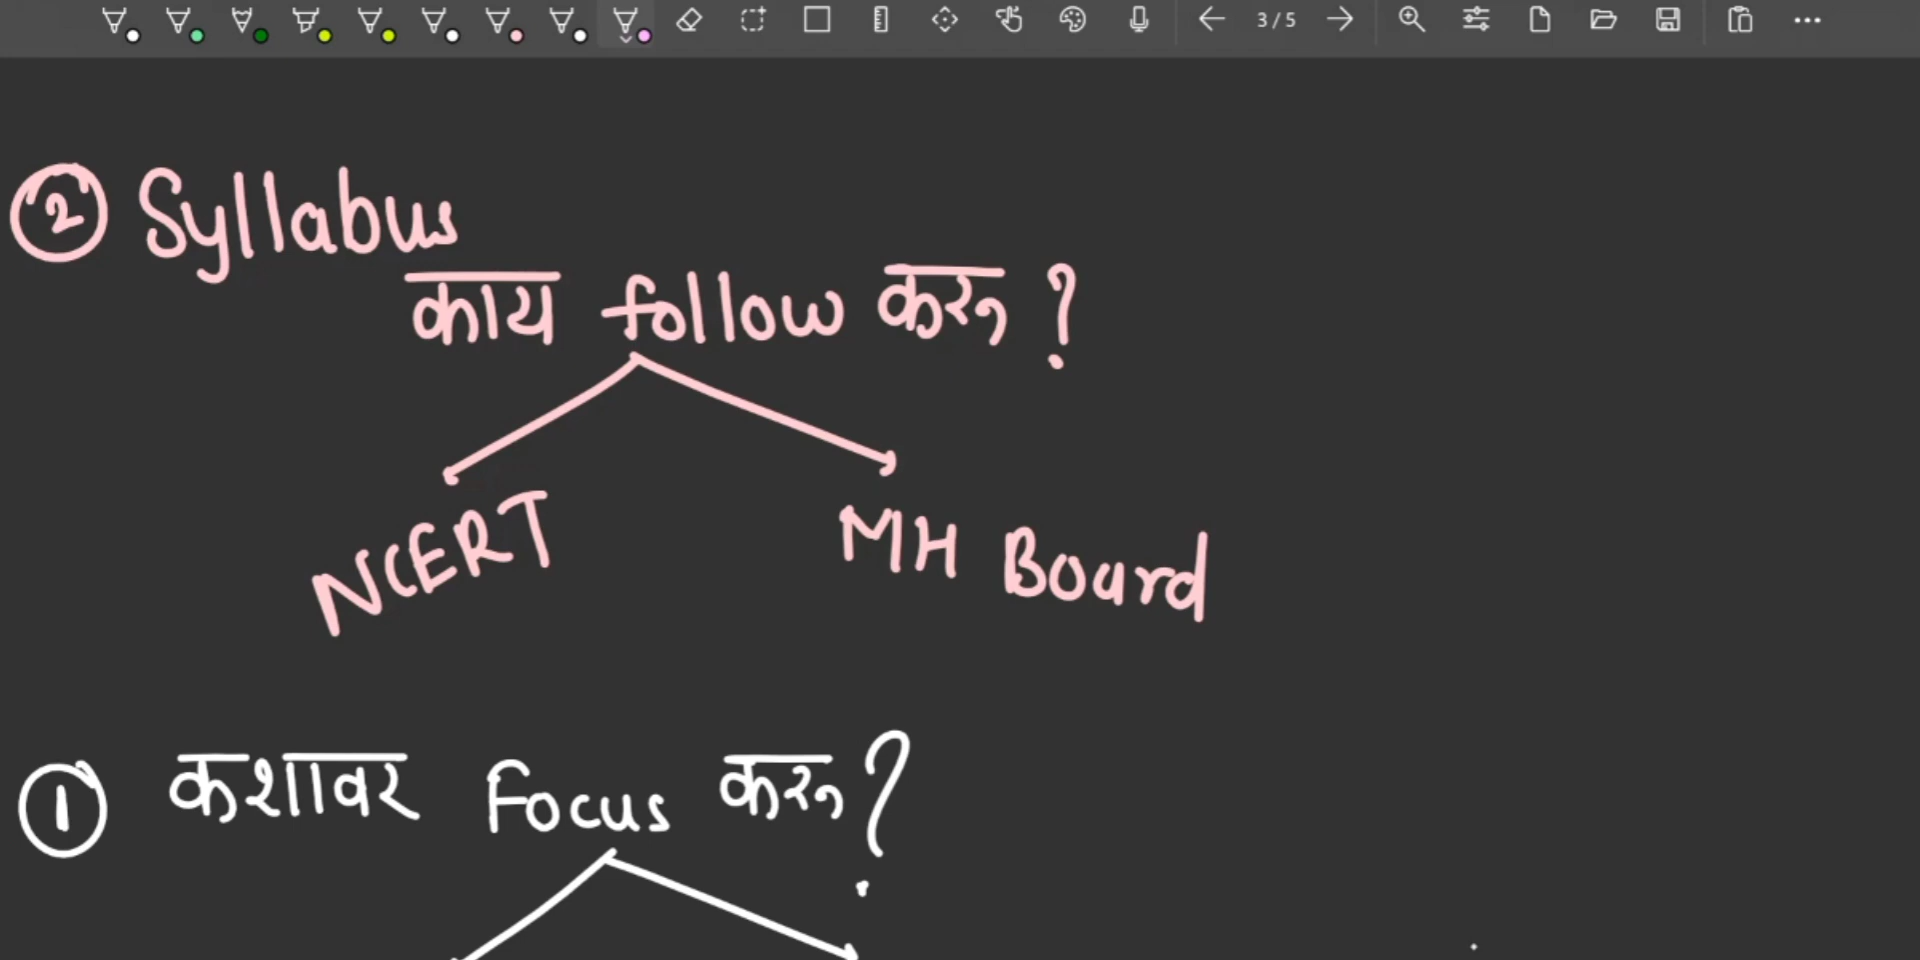 3/5
② Syllabus
काय follow करू ?
NCERT
MH Board
① कशावर Focus करू ?